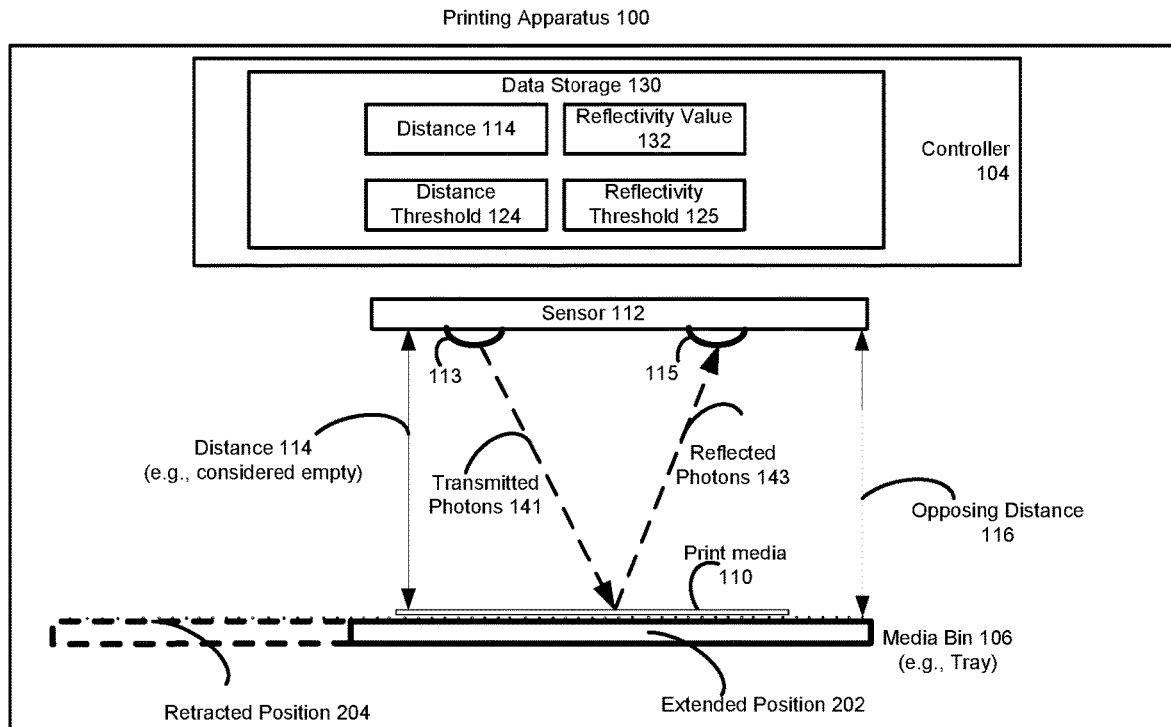 Printing Apparatus 100
Data Storage 130
Distance 114
Reflectivity Value
132
Controller
104
Distance
Threshold 124
Reflectivity
Threshold 125
Sensor 112
113
115
Distance 114
(e.g., considered empty)
Transmitted
Photons 141
Reflected
Photons 143
Opposing Distance
116
Print media
110
Media Bin 106
(e.g., Tray)
Retracted Position 204
Extended Position 202